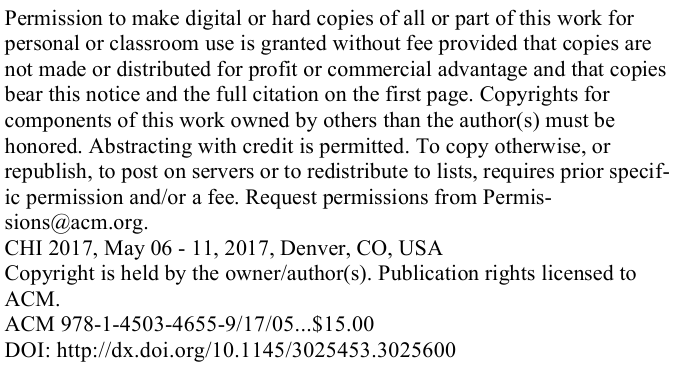 Permission to make digital or hard copies of all or part of this work for
personal or classroom use is granted without fee provided that copies are
not made or distributed for profit or commercial advantage and that copies
bear this notice and the full citation on the first page. Copyrights for
components of this work owned by others than the author(s) must be
honored. Abstracting with credit is permitted. To copy otherwise, or
republish, to post on servers or to redistribute to lists, requires prior specif-
ic permission and/or a fee. Request permissions from Permis-
sions@acm.org.
CHI 2017, May 06 - 11, 2017, Denver, CO, USA
Copyright is held by the owner/author(s). Publication rights licensed to
ACM.
ACM 978-1-4503-4655-9/17/05...$15.00
DOI: http://dx.doi.org/10.1145/3025453.3025600